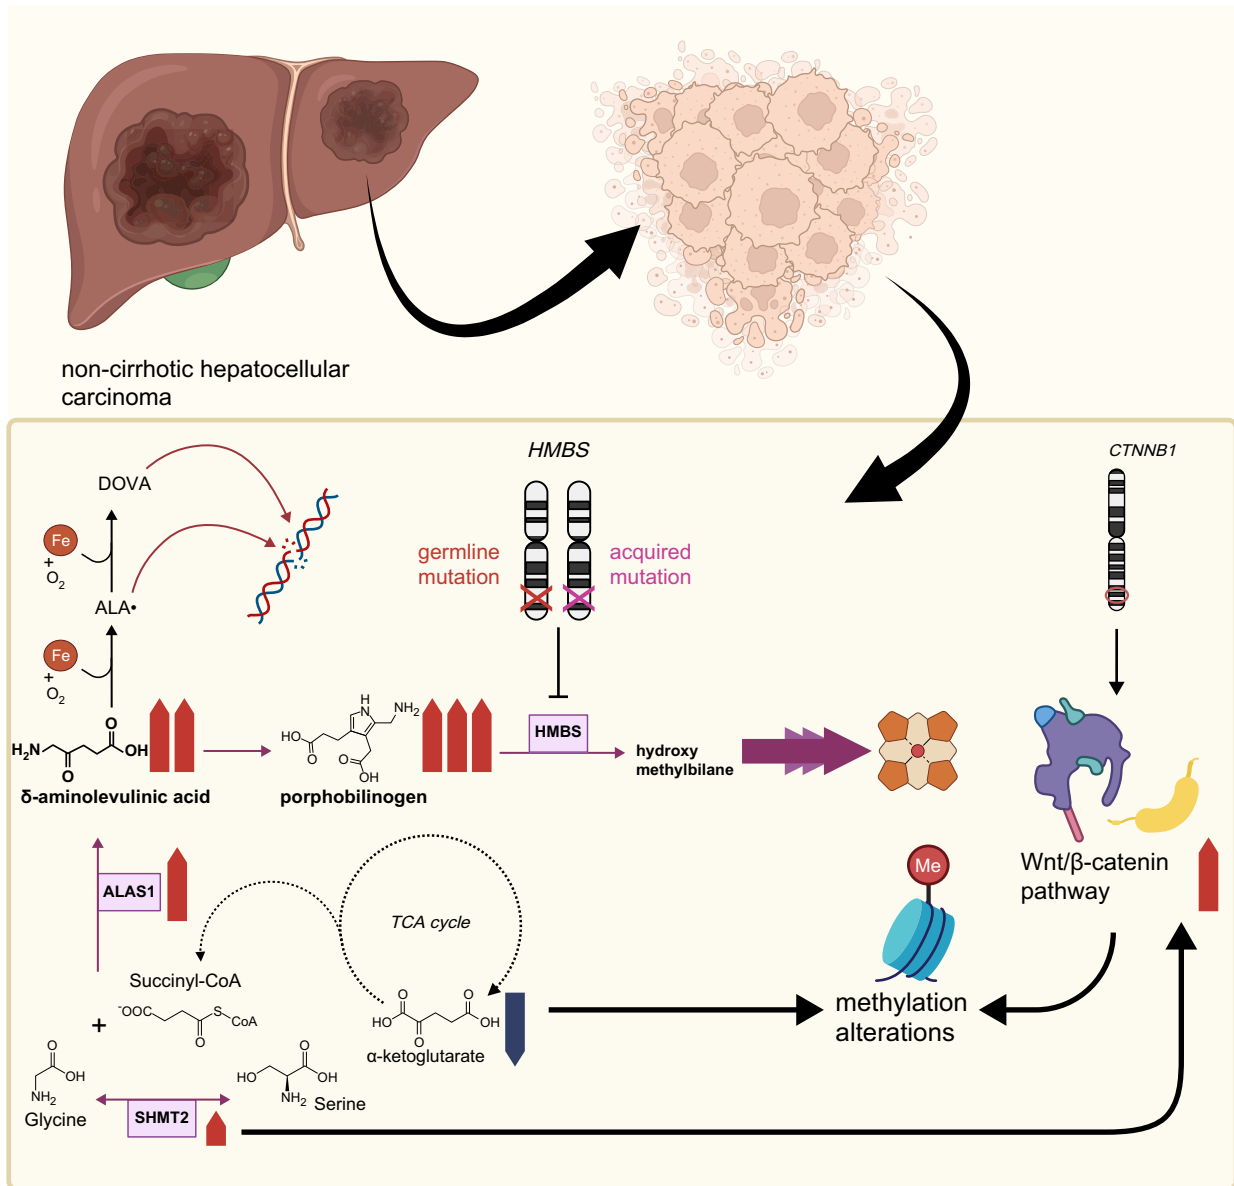 non-cirrhotic hepatocellular
carcinoma
DOVA
Fe
+
O2
ALA•
Fe
+
O2
HMBS
germline
mutation
acquired
mutation
CTNNB1
H2N
O
OH
O
δ-aminolevulinic acid
H
N
NH2
HO
O
O
OH
porphobilinogen
HMBS
hydroxy
methylbilane
Wnt/β-catenin
pathway
ALAS1
TCA cycle
Me
Succinyl-CoA
⁻OOC
S
CoA
O
+
O
O
HO
OH
O
α-ketoglutarate
methylation
alterations
O
OH
NH2
Glycine
SHMT2
O
HO
OH
NH2
Serine